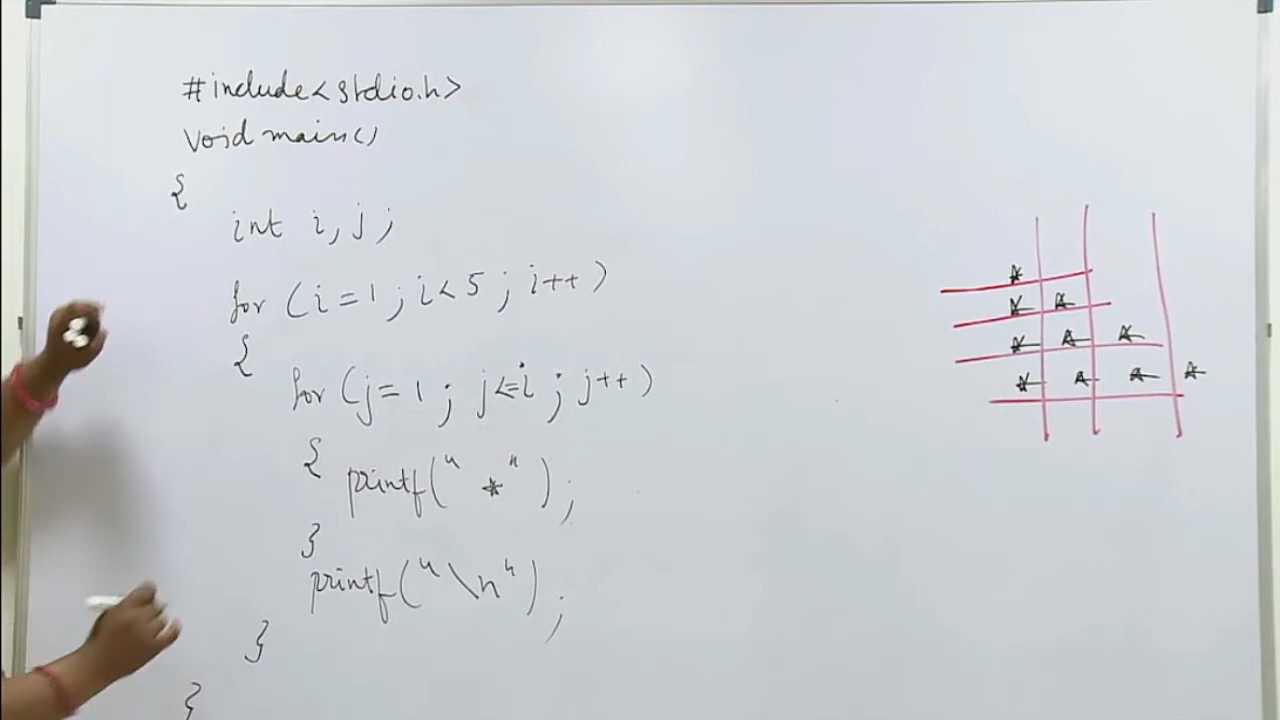 #include<stdio.h>
void main()
{
int i, j ;
for (i=1 ; i<5 ; i++)
{
for (j=1 ; j<=i ; j++)
{ printf(" * ");
}
printf("\n");
}
}
*
* *
* * *
* * * *